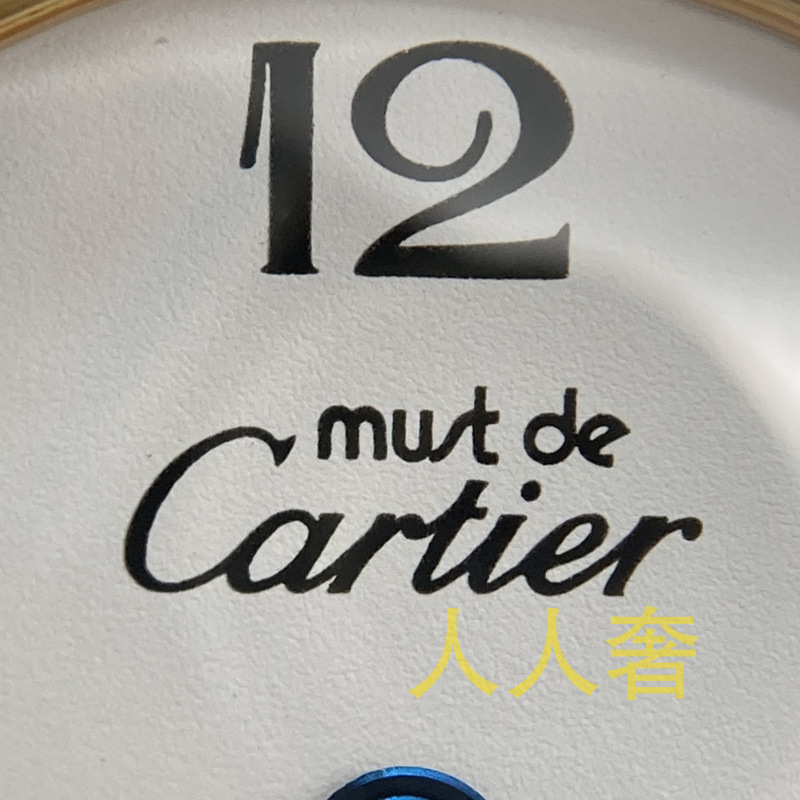 12
must de
Cartier
人人奢